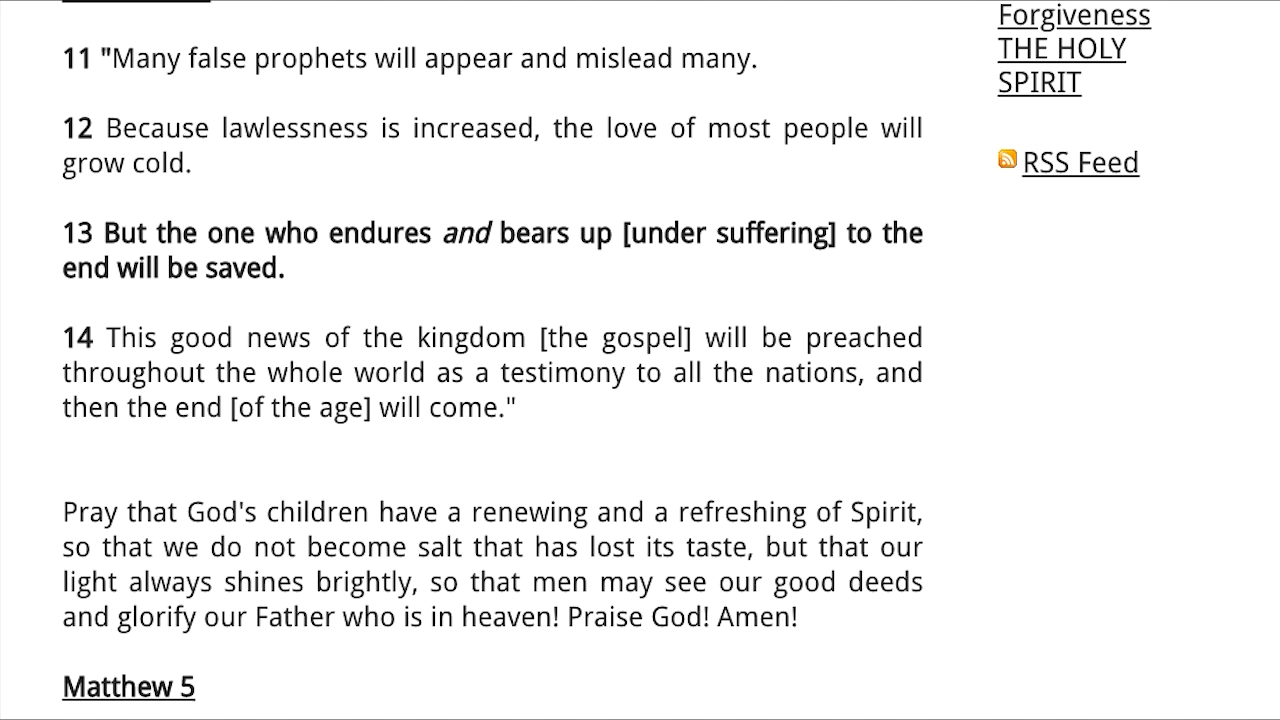 11 "Many false prophets will appear and mislead many.
12 Because lawlessness is increased, the love of most people will
grow cold.
13 But the one who endures and bears up [under suffering] to the
end will be saved.
14 This good news of the kingdom [the gospel] will be preached
throughout the whole world as a testimony to all the nations, and
then the end [of the age] will come."
Pray that God's children have a renewing and a refreshing of Spirit,
so that we do not become salt that has lost its taste, but that our
light always shines brightly, so that men may see our good deeds
and glorify our Father who is in heaven! Praise God! Amen!
Matthew 5
Forgiveness
THE HOLY
SPIRIT
RSS Feed